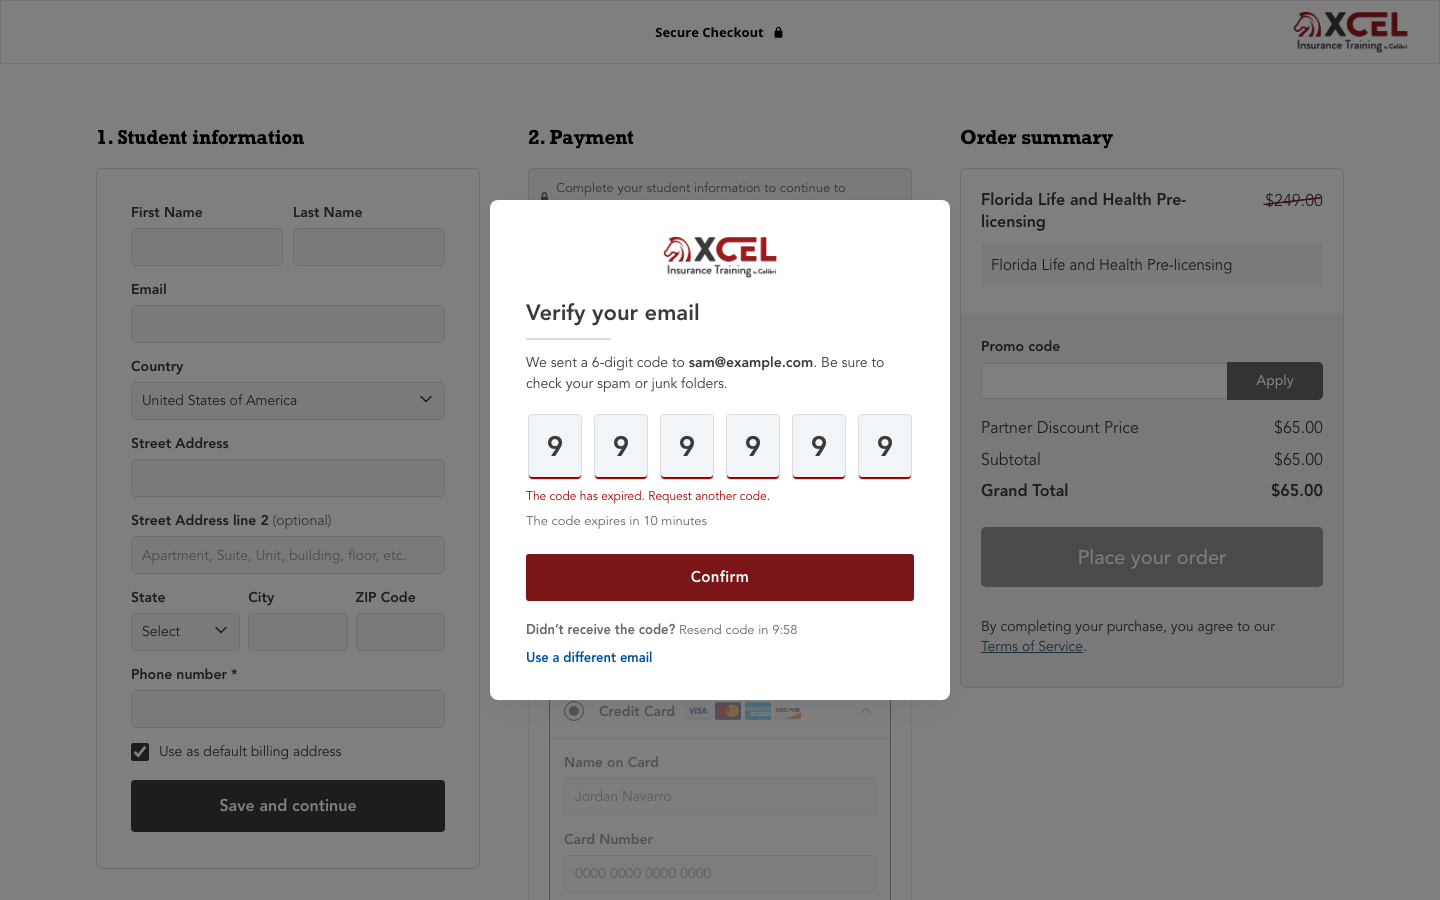 Secure Checkout
XCEL
Insurance Training by Calibri
1. Student information
First Name
Last Name
Email
Country
United States of America
Street Address
Street Address line 2 (optional)
Apartment, Suite, Unit, building, floor, etc.
State
City
ZIP Code
Select
Phone number *
Use as default billing address
Save and continue
2. Payment
Complete your student information to continue to
XCEL
Insurance Training by Calibri
Verify your email
We sent a 6-digit code to sam@example.com. Be sure to
check your spam or junk folders.
9 9 9 9 9 9
The code has expired. Request another code.
The code expires in 10 minutes
Confirm
Didn't receive the code? Resend code in 9:58
Use a different email
Credit Card VISA AMERICAN EXPRESS DISCOVER
Name on Card
Jordan Navarro
Card Number
0000 0000 0000 0000
Order summary
Florida Life and Health Pre-
licensing
$249.00
Florida Life and Health Pre-licensing
Promo code
Apply
Partner Discount Price $65.00
Subtotal $65.00
Grand Total $65.00
Place your order
By completing your purchase, you agree to our
Terms of Service.